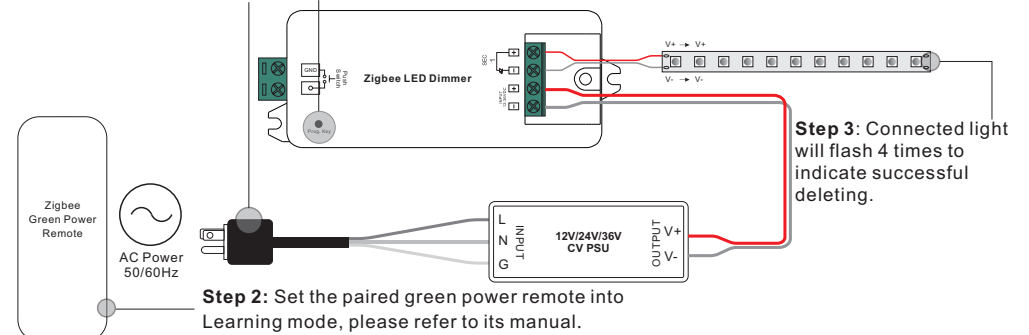 V+ → V+
SEC
1
+
−
GND
Push
Switch
Zigbee LED Dimmer
+
−
V- → V-
Prog. Key
Step 3: Connected light
will flash 4 times to
indicate successful
deleting.
Zigbee
Green Power
Remote
L
N
G
INPUT
12V/24V/36V
CV PSU
OUTPUT
V+
V-
AC Power
50/60Hz
Step 2: Set the paired green power remote into
Learning mode, please refer to its manual.